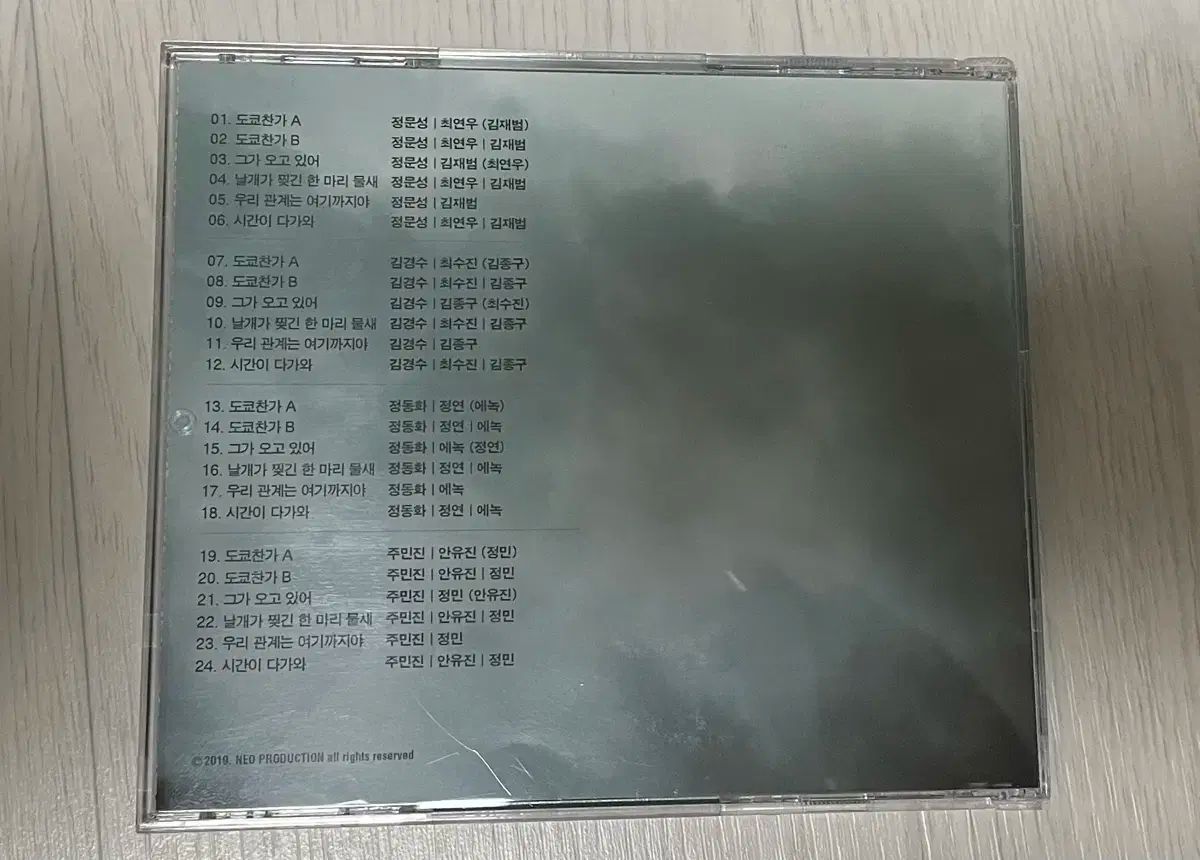 01. 도쿄찬가 A 정문성 | 최연우 (김재범)
02. 도쿄찬가 B 정문성 | 최연우 | 김재범
03. 그가 오고 있어 정문성 | 김재범 (최연우)
04. 날개가 찢긴 한 마리 물새 정문성 | 최연우 | 김재범
05. 우리 관계는 여기까지야 정문성 | 김재범
06. 시간이 다가와 정문성 | 최연우 | 김재범
07. 도쿄찬가 A 김경수 | 최수진 (김종구)
08. 도쿄찬가 B 김경수 | 최수진 | 김종구
09. 그가 오고 있어 김경수 | 김종구 (최수진)
10. 날개가 찢긴 한 마리 물새 김경수 | 최수진 | 김종구
11. 우리 관계는 여기까지야 김경수 | 김종구
12. 시간이 다가와 김경수 | 최수진 | 김종구
13. 도쿄찬가 A 정동화 | 정연 (에녹)
14. 도쿄찬가 B 정동화 | 정연 | 에녹
15. 그가 오고 있어 정동화 | 에녹 (정연)
16. 날개가 찢긴 한 마리 물새 정동화 | 정연 | 에녹
17. 우리 관계는 여기까지야 정동화 | 에녹
18. 시간이 다가와 정동화 | 정연 | 에녹
19. 도쿄찬가 A 주민진 | 안유진 (정민)
20. 도쿄찬가 B 주민진 | 안유진 | 정민
21. 그가 오고 있어 주민진 | 정민 (안유진)
22. 날개가 찢긴 한 마리 물새 주민진 | 안유진 | 정민
23. 우리 관계는 여기까지야 주민진 | 정민
24. 시간이 다가와 주민진 | 안유진 | 정민
©2019. NEO PRODUCTION all rights reserved